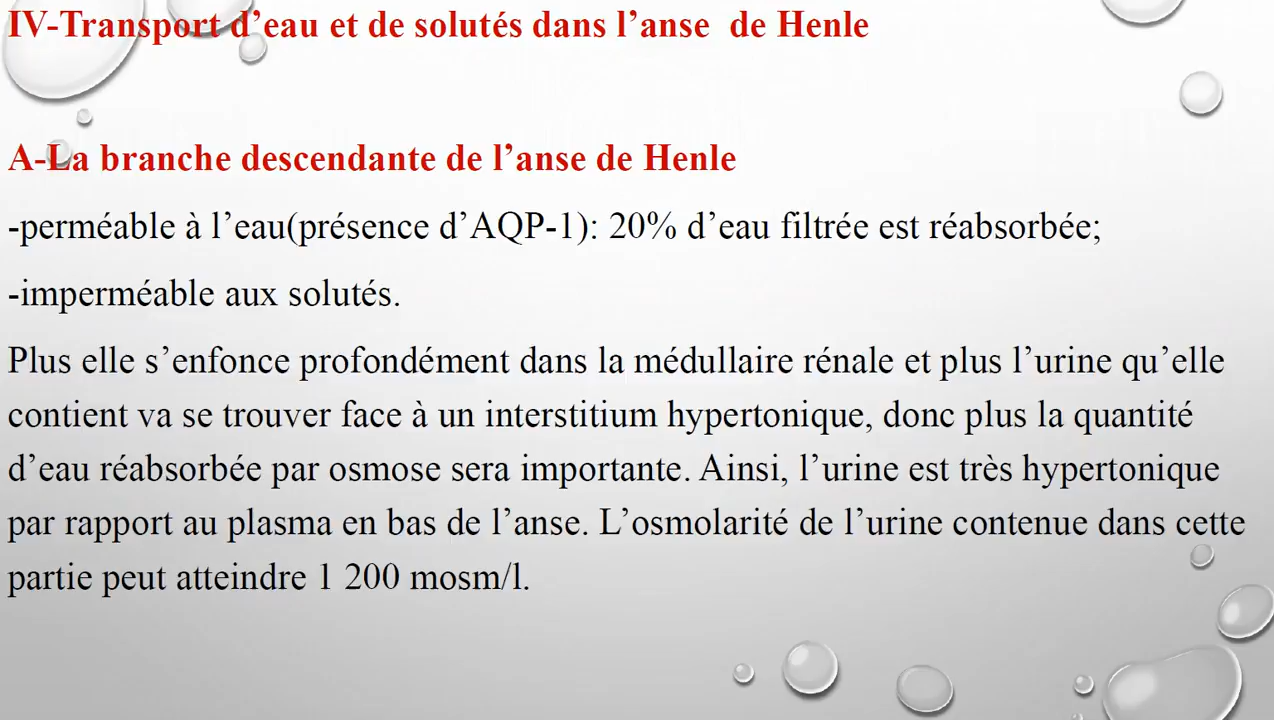 IV-Transport d’eau et de solutés dans l’anse de Henle
A-La branche descendante de l’anse de Henle
-perméable à l’eau(présence d’AQP-1): 20% d’eau filtrée est réabsorbée;
-imperméable aux solutés.
Plus elle s’enfonce profondément dans la médullaire rénale et plus l’urine qu’elle
contient va se trouver face à un interstitium hypertonique, donc plus la quantité
d’eau réabsorbée par osmose sera importante. Ainsi, l’urine est très hypertonique
par rapport au plasma en bas de l’anse. L’osmolarité de l’urine contenue dans cette
partie peut atteindre 1 200 mosm/l.